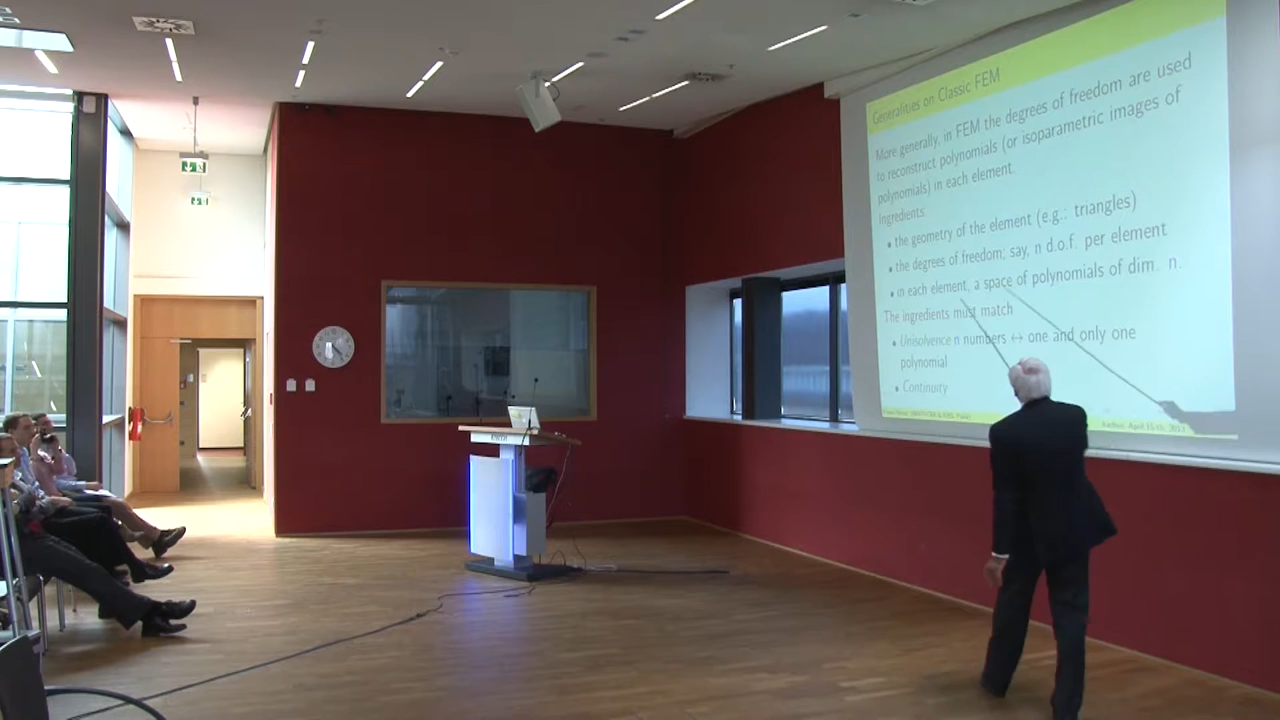 Generalities on Classic FEM
More generally, in FEM the degrees of freedom are used
to reconstruct polynomials (or isoparametric images of
polynomials) in each element.
Ingredients:
• the geometry of the element (e.g.: triangles)
• the degrees of freedom; say, n d.o.f. per element
• in each element, a space of polynomials of dim. n.
The ingredients must match
• Unisolvence n numbers ↔ one and only one
polynomial
• Continuity
April 15th, 2013